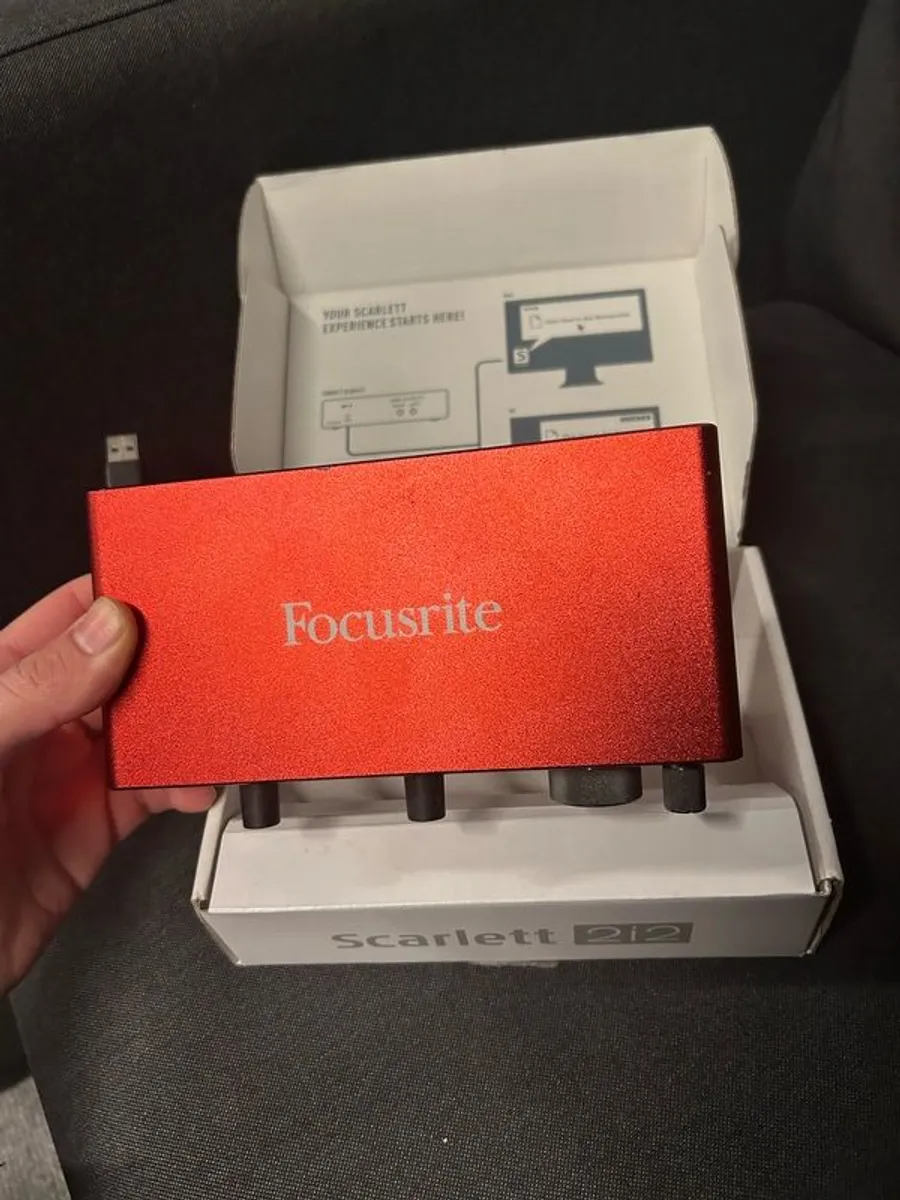 YOUR SCARLETT
EXPERIENCE STARTS HERE!
S
Focusrite
Scarlett 2i2